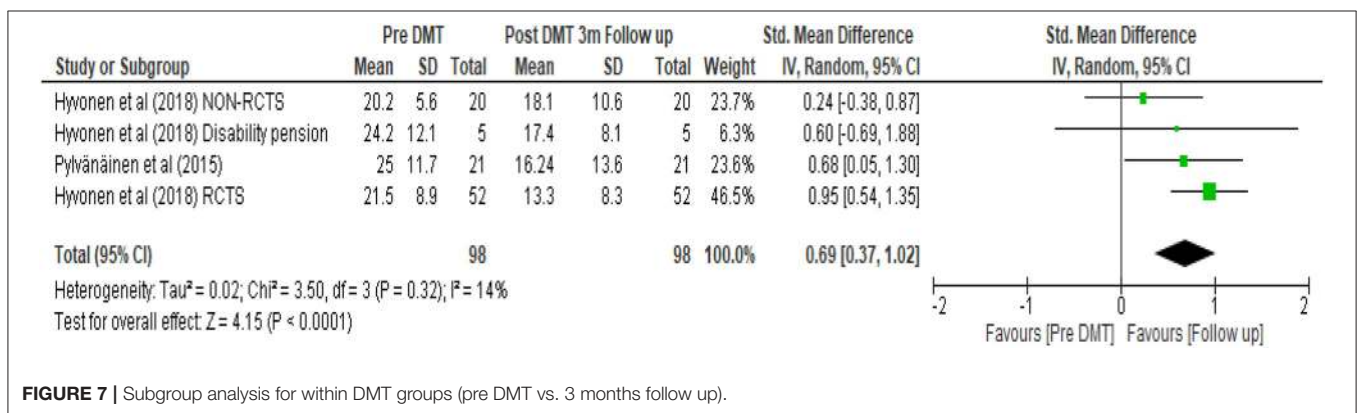 Pre DMT Post DMT 3m Follow up Std. Mean Difference Std. Mean Difference
Study or Subgroup Mean SD Total Mean SD Total Weight IV, Random, 95% CI IV, Random, 95% CI
Hyvonen et al (2018) NON-RCTS 20.2 5.6 20 18.1 10.6 20 23.7% 0.24 [-0.38, 0.87]
Hyvonen et al (2018) Disability pension 24.2 12.1 5 17.4 8.1 5 6.3% 0.60 [-0.69, 1.88]
Pylvänäinen et al (2015) 25 11.7 21 16.24 13.6 21 23.6% 0.68 [0.05, 1.30]
Hyvonen et al (2018) RCTS 21.5 8.9 52 13.3 8.3 52 46.5% 0.95 [0.54, 1.35]
Total (95% CI) 98 98 100.0% 0.69 [0.37, 1.02]
Heterogeneity: Tau² = 0.02; Chi² = 3.50, df = 3 (P = 0.32); I² = 14%
Test for overall effect: Z = 4.15 (P < 0.0001)
-2 -1 0 1 2
Favours [Pre DMT] Favours [Follow up]
FIGURE 7 | Subgroup analysis for within DMT groups (pre DMT vs. 3 months follow up).